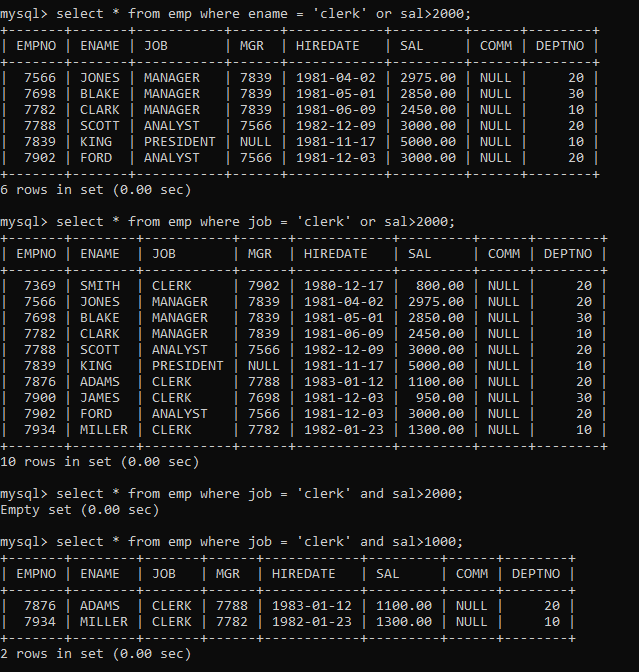 mysql> select * from emp where ename = 'clerk' or sal>2000;
+-------+-------+-----------+------+------------+---------+------+--------+
| EMPNO | ENAME | JOB       | MGR  | HIREDATE   | SAL     | COMM | DEPTNO |
+-------+-------+-----------+------+------------+---------+------+--------+
|  7566 | JONES | MANAGER   | 7839 | 1981-04-02 | 2975.00 | NULL |     20 |
|  7698 | BLAKE | MANAGER   | 7839 | 1981-05-01 | 2850.00 | NULL |     30 |
|  7782 | CLARK | MANAGER   | 7839 | 1981-06-09 | 2450.00 | NULL |     10 |
|  7788 | SCOTT | ANALYST   | 7566 | 1982-12-09 | 3000.00 | NULL |     20 |
|  7839 | KING  | PRESIDENT | NULL | 1981-11-17 | 5000.00 | NULL |     10 |
|  7902 | FORD  | ANALYST   | 7566 | 1981-12-03 | 3000.00 | NULL |     20 |
+-------+-------+-----------+------+------------+---------+------+--------+
6 rows in set (0.00 sec)
mysql> select * from emp where job = 'clerk' or sal>2000;
+-------+--------+-----------+------+------------+---------+------+--------+
| EMPNO | ENAME  | JOB       | MGR  | HIREDATE   | SAL     | COMM | DEPTNO |
+-------+--------+-----------+------+------------+---------+------+--------+
|  7369 | SMITH  | CLERK     | 7902 | 1980-12-17 |  800.00 | NULL |     20 |
|  7566 | JONES  | MANAGER   | 7839 | 1981-04-02 | 2975.00 | NULL |     20 |
|  7698 | BLAKE  | MANAGER   | 7839 | 1981-05-01 | 2850.00 | NULL |     30 |
|  7782 | CLARK  | MANAGER   | 7839 | 1981-06-09 | 2450.00 | NULL |     10 |
|  7788 | SCOTT  | ANALYST   | 7566 | 1982-12-09 | 3000.00 | NULL |     20 |
|  7839 | KING   | PRESIDENT | NULL | 1981-11-17 | 5000.00 | NULL |     10 |
|  7876 | ADAMS  | CLERK     | 7788 | 1983-01-12 | 1100.00 | NULL |     20 |
|  7900 | JAMES  | CLERK     | 7698 | 1981-12-03 |  950.00 | NULL |     30 |
|  7902 | FORD   | ANALYST   | 7566 | 1981-12-03 | 3000.00 | NULL |     20 |
|  7934 | MILLER | CLERK     | 7782 | 1982-01-23 | 1300.00 | NULL |     10 |
+-------+--------+-----------+------+------------+---------+------+--------+
10 rows in set (0.00 sec)
mysql> select * from emp where job = 'clerk' and sal>2000;
Empty set (0.00 sec)
mysql> select * from emp where job = 'clerk' and sal>1000;
+-------+--------+-------+------+------------+---------+------+--------+
| EMPNO | ENAME  | JOB   | MGR  | HIREDATE   | SAL     | COMM | DEPTNO |
+-------+--------+-------+------+------------+---------+------+--------+
|  7876 | ADAMS  | CLERK | 7788 | 1983-01-12 | 1100.00 | NULL |     20 |
|  7934 | MILLER | CLERK | 7782 | 1982-01-23 | 1300.00 | NULL |     10 |
+-------+--------+-------+------+------------+---------+------+--------+
2 rows in set (0.00 sec)